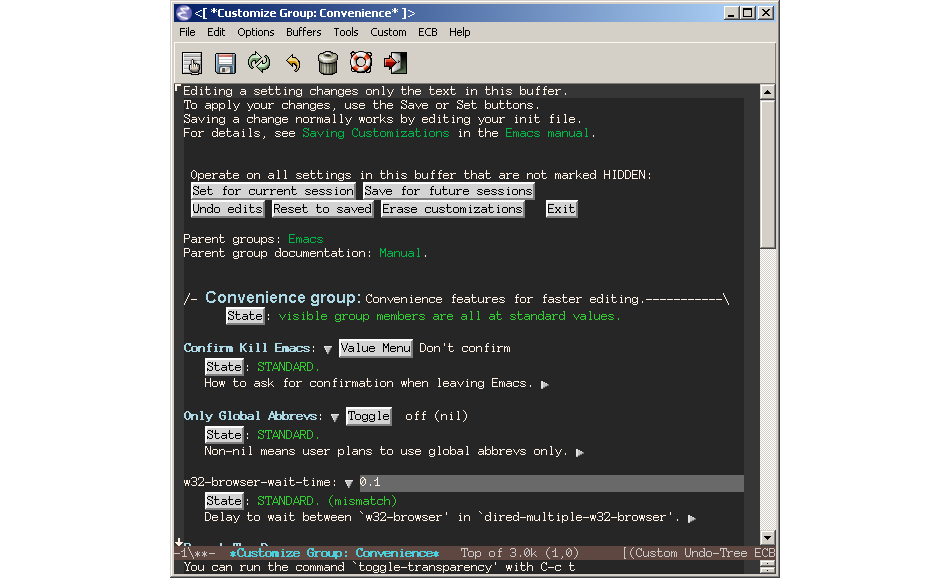 <[ *Customize Group: Convenience* ]>
File Edit Options Buffers Tools Custom ECB Help
Editing a setting changes only the text in this buffer.
To apply your changes, use the Save or Set buttons.
Saving a change normally works by editing your init file.
For details, see Saving Customizations in the Emacs manual.
Operate on all settings in this buffer that are not marked HIDDEN:
Set for current session Save for future sessions
Undo edits Reset to saved Erase customizations Exit
Parent groups: Emacs
Parent group documentation: Manual.
/- Convenience group: Convenience features for faster editing.-----------\
State: visible group members are all at standard values.
Confirm Kill Emacs: Value Menu Don't confirm
State: STANDARD.
How to ask for confirmation when leaving Emacs.
Only Global Abbrevs: Toggle off (nil)
State: STANDARD.
Non-nil means user plans to use global abbrevs only.
w32-browser-wait-time: 0.1
State: STANDARD. (mismatch)
Delay to wait between `w32-browser' in `dired-multiple-w32-browser'.
-1\**- *Customize Group: Convenience* Top of 3.0k (1,0) [(Custom Undo-Tree ECB
You can run the command `toggle-transparency' with C-c t